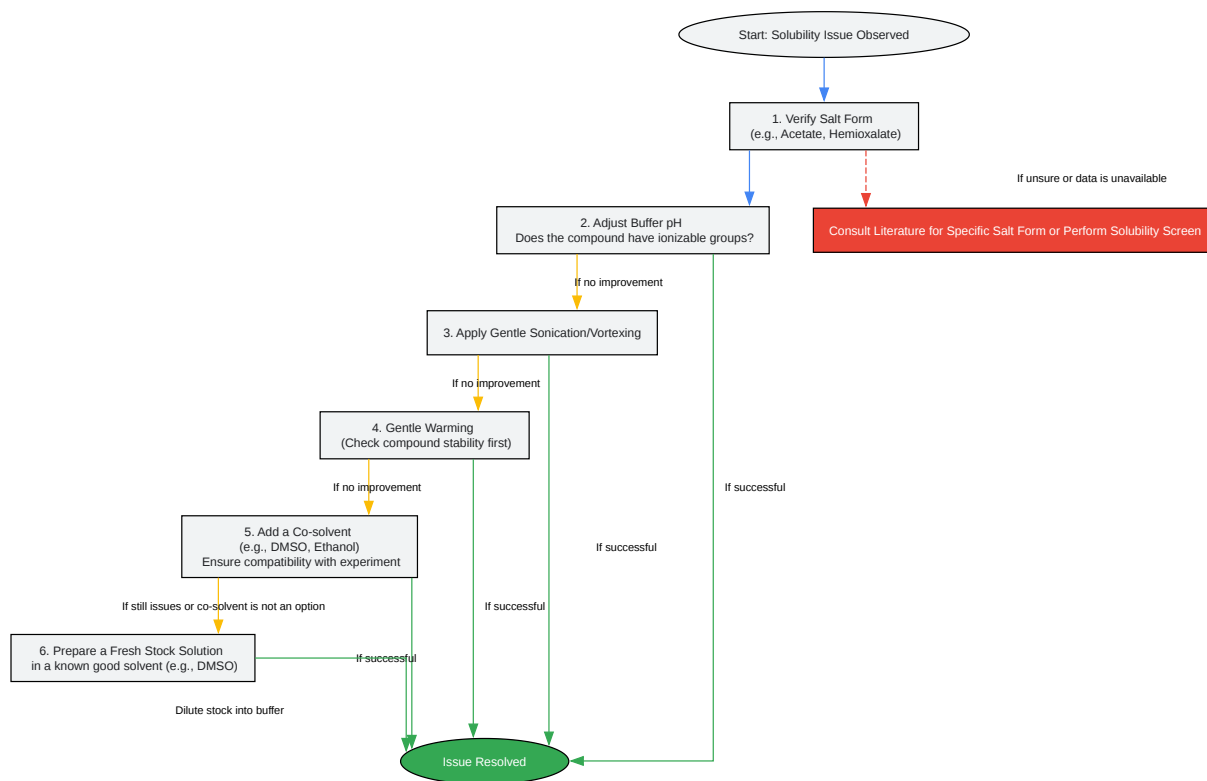 Start: Solubility Issue Observed
1. Verify Salt Form
(e.g., Acetate, Hemioxalate)
If unsure or data is unavailable
2. Adjust Buffer pH
Does the compound have ionizable groups?
Consult Literature for Specific Salt Form or Perform Solubility Screen
If no improvement
3. Apply Gentle Sonication/Vortexing
If no improvement
4. Gentle Warming
(Check compound stability first)
If no improvement
If successful
5. Add a Co-solvent
(e.g., DMSO, Ethanol)
Ensure compatibility with experiment
If successful
If still issues or co-solvent is not an option
If successful
6. Prepare a Fresh Stock Solution
in a known good solvent (e.g., DMSO)
If successful
Dilute stock into buffer
Issue Resolved